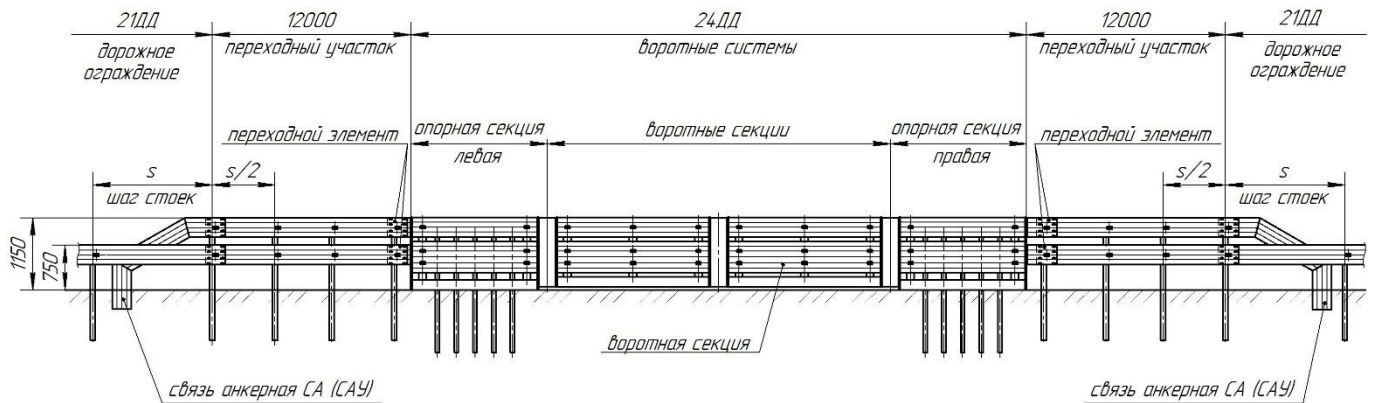 21ДД
12000
24ДД
12000
21ДД
дорожное
ограждение
переходный участок
воротные системы
переходный участок
дорожное
ограждение
переходной элемент
опорная секция
левая
воротные секции
опорная секция
правая
переходной элемент
s
шаг стоек
s/2
s/2
s
шаг стоек
1150
750
воротная секция
связь анкерная СА (САУ)
связь анкерная СА (САУ)